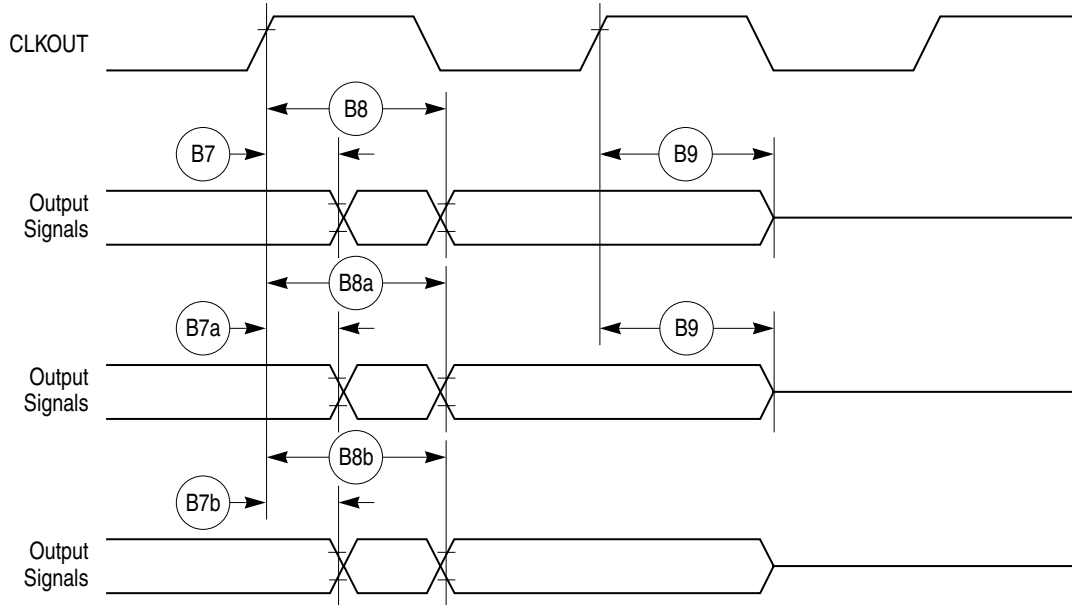 CLKOUT
B8
B7
B9
Output
Signals
B8a
B7a
B9
Output
Signals
B8b
B7b
Output
Signals